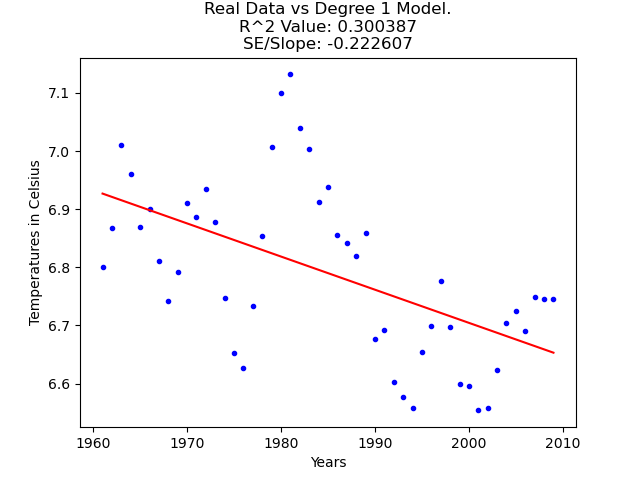 Real Data vs Degree 1 Model.
R^2 Value: 0.300387
SE/Slope: -0.222607
7.1
7.0
6.9
6.8
6.7
6.6
Temperatures in Celsius
1960 1970 1980 1990 2000 2010
Years